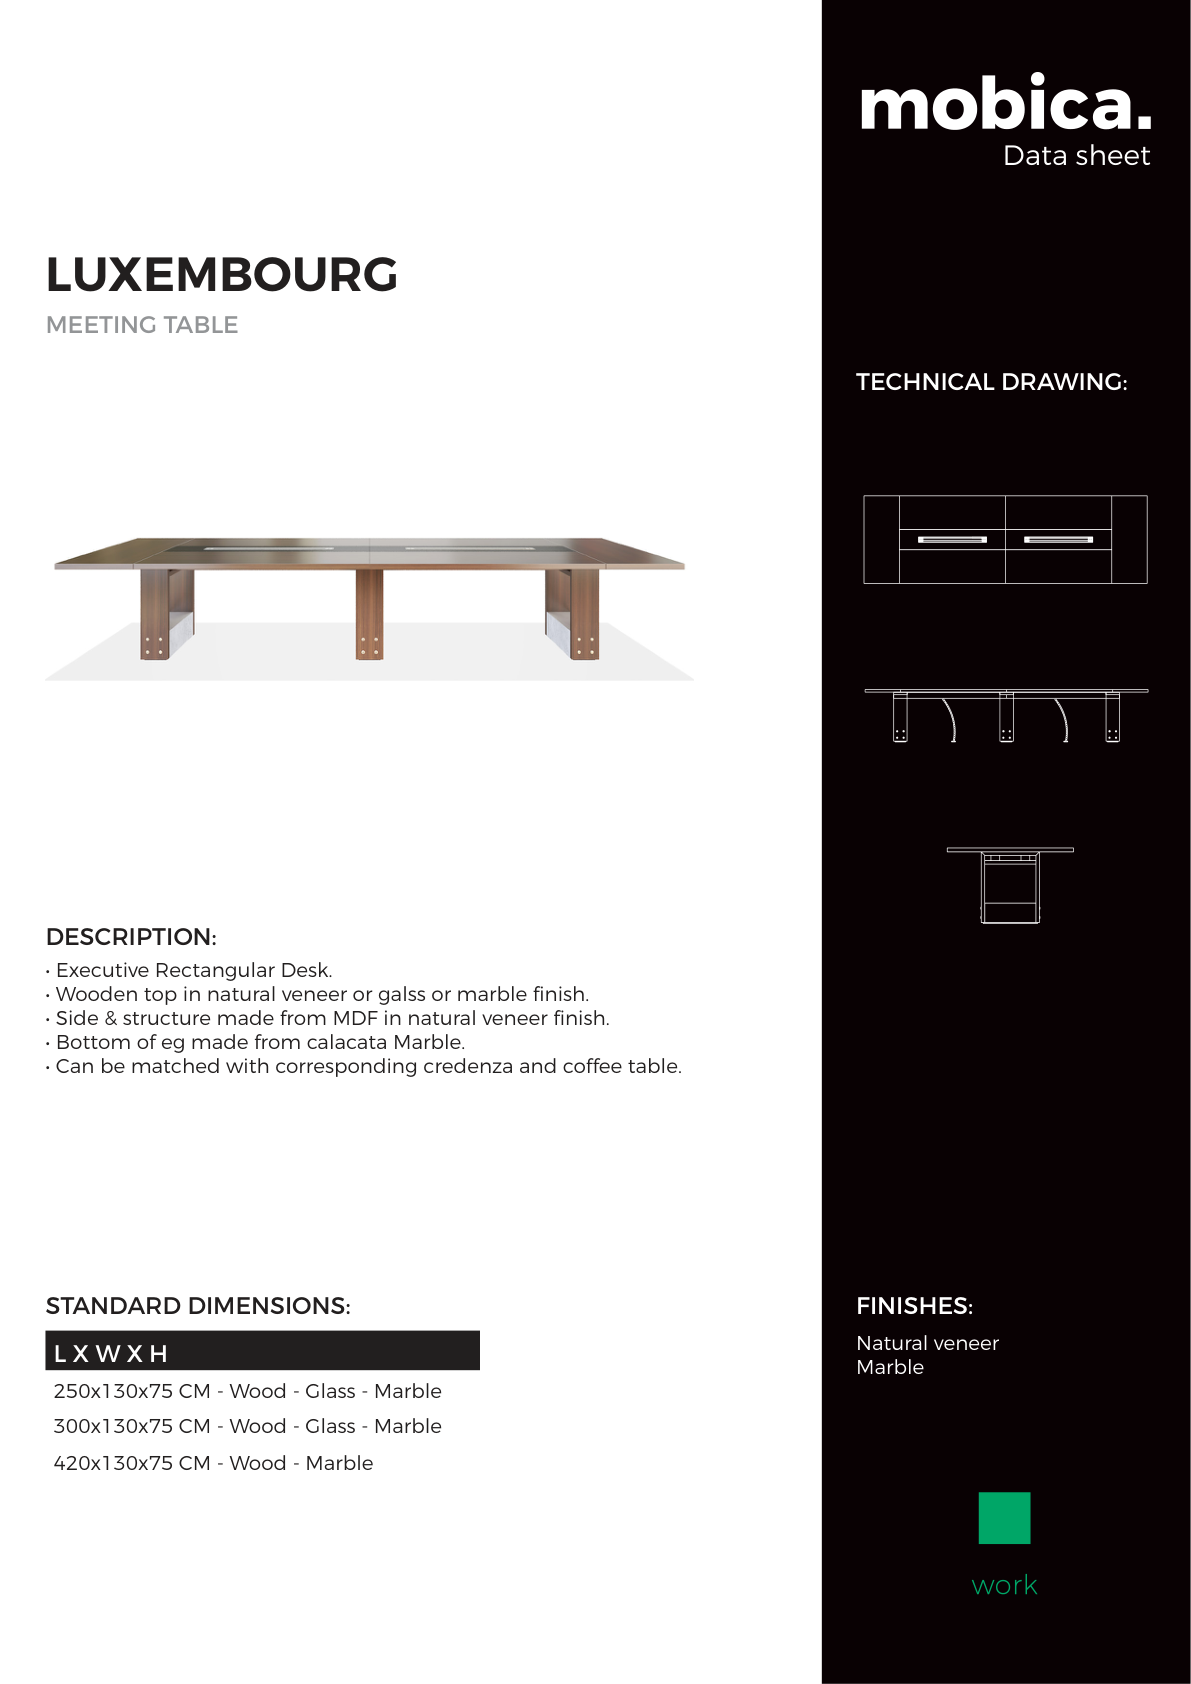 mobica.
Data sheet
LUXEMBOURG
MEETING TABLE
TECHNICAL DRAWING:
DESCRIPTION:
• Executive Rectangular Desk.
• Wooden top in natural veneer or galss or marble finish.
• Side & structure made from MDF in natural veneer finish.
• Bottom of eg made from calacata Marble.
• Can be matched with corresponding credenza and coffee table.
STANDARD DIMENSIONS:
L X W X H
250x130x75 CM - Wood - Glass - Marble
300x130x75 CM - Wood - Glass - Marble
420x130x75 CM - Wood - Marble
FINISHES:
Natural veneer
Marble
work